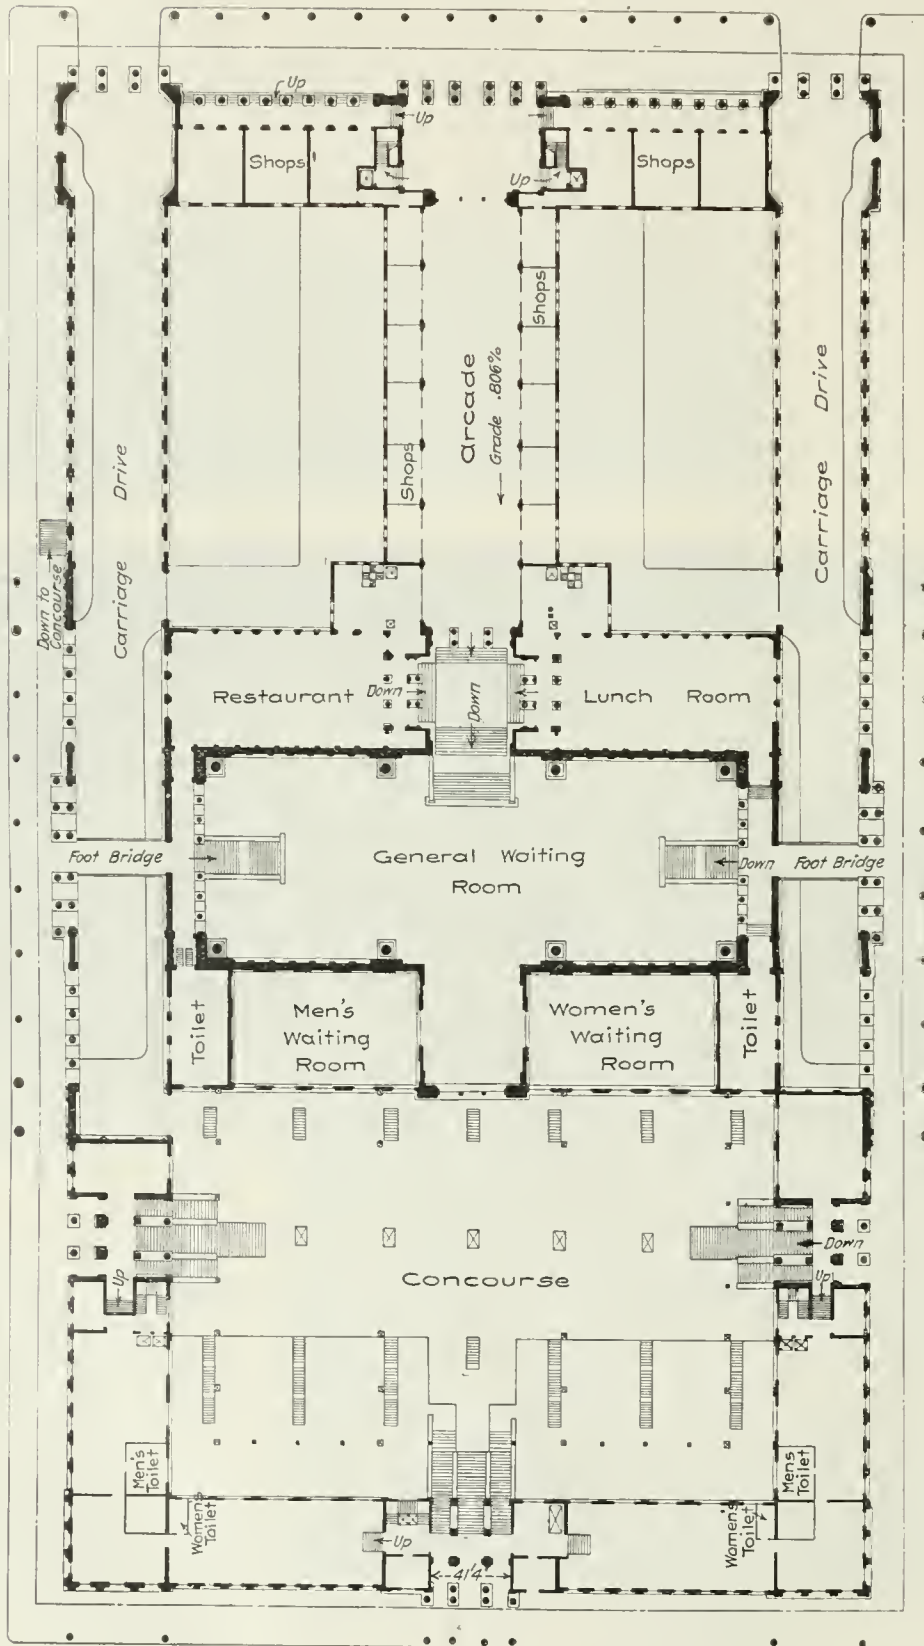 Up
Up
Shops
Up
Shops
Shops
Arcade
Grade .806%
Shops
Carriage Drive
Carriage Drive
Down to
Concourse
Restaurant
Down
Down
Lunch Room
Foot Bridge
General Waiting
Room
Down
Foot Bridge
Toilet
Men's
Waiting
Room
Women's
Waiting
Room
Toilet
Down
Up
Concourse
Up
Men's
Toilet
Men's
Toilet
Women's
Toilet
Up
Women's
Toilet
41'4"